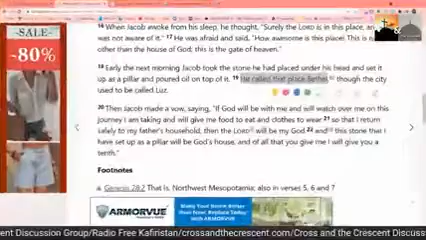 -SALE-
-80%
16 When Jacob awoke from his sleep, he thought, "Surely the LORD is in this place, and I
was not aware of it." 17 He was afraid and said, "How awesome is this place! This is
other than the house of God; this is the gate of heaven."
18 Early the next morning Jacob took the stone he had placed under his head and set it
up as a pillar and poured oil on top of it. 19 He called that place Bethel, though the city
used to be called Luz.
20 Then Jacob made a vow, saying, "If God will be with me and will watch over me on this
journey I am taking and will give me food to eat and clothes to wear 21 so that I return
safely to my father's household, then the LORD will be my God 22 and this stone that I
have set up as a pillar will be God's house, and of all that you give me I will give you a
tenth."
Footnotes
a. Genesis 28:2 That is, Northwest Mesopotamia; also in verses 5, 6 and 7
ARMORVUE
Make Your Home
with ARMORVUE
ent Discussion Group/Radio Free Kafiristan/crossandthecrescent.com/Cross and the Crescent Discuss